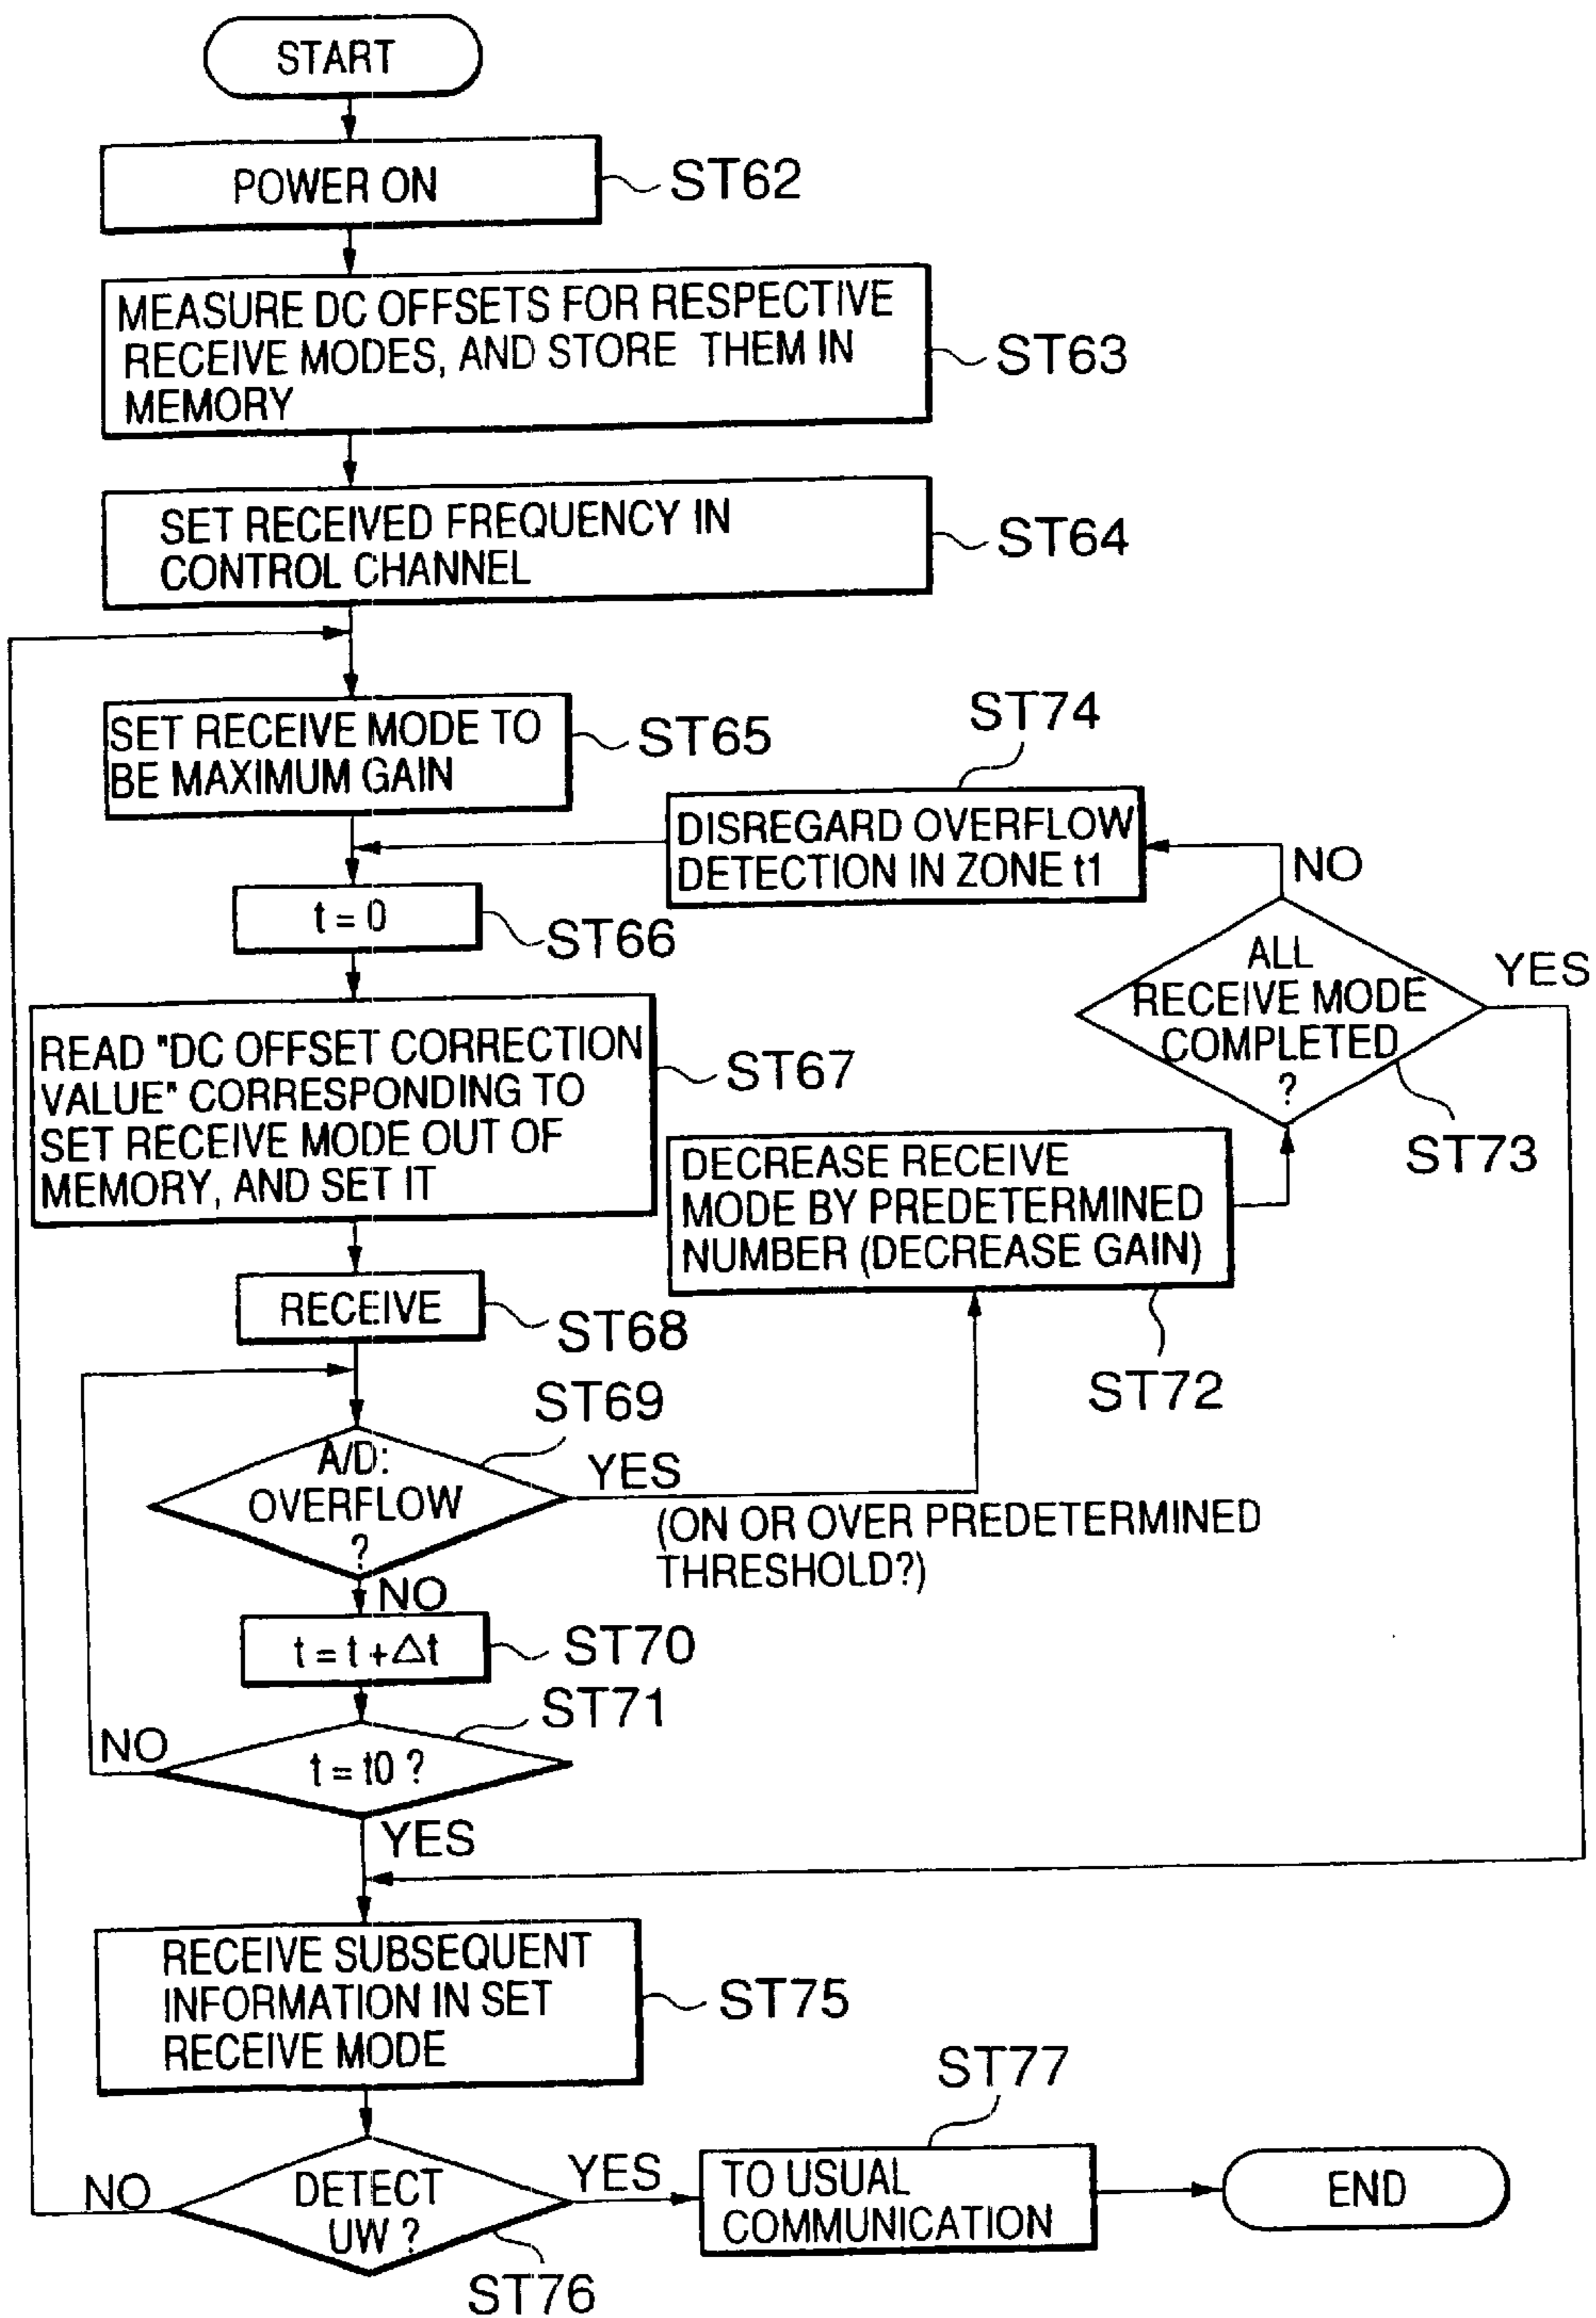 START
POWER ON
ST62
MEASURE DC OFFSETS FOR RESPECTIVE
RECEIVE MODES, AND STORE THEM IN
MEMORY
ST63
SET RECEIVED FREQUENCY IN
CONTROL CHANNEL
ST64
SET RECEIVE MODE TO
BE MAXIMUM GAIN
ST65
ST74
DISREGARD OVERFLOW
DETECTION IN ZONE t1
NO
t = 0
ST66
ALL
RECEIVE MODE
COMPLETED
?
YES
ST73
READ "DC OFFSET CORRECTION
VALUE" CORRESPONDING TO
SET RECEIVE MODE OUT OF
MEMORY, AND SET IT
ST67
DECREASE RECEIVE
MODE BY PREDETERMINED
NUMBER (DECREASE GAIN)
ST72
RECEIVE
ST68
ST69
A/D:
OVERFLOW
?
YES
(ON OR OVER PREDETERMINED
THRESHOLD?)
NO
t = t + Δt
ST70
ST71
t = t0 ?
NO
YES
RECEIVE SUBSEQUENT
INFORMATION IN SET
RECEIVE MODE
ST75
ST77
DETECT
UW ?
NO
YES
ST76
TO USUAL
COMMUNICATION
END